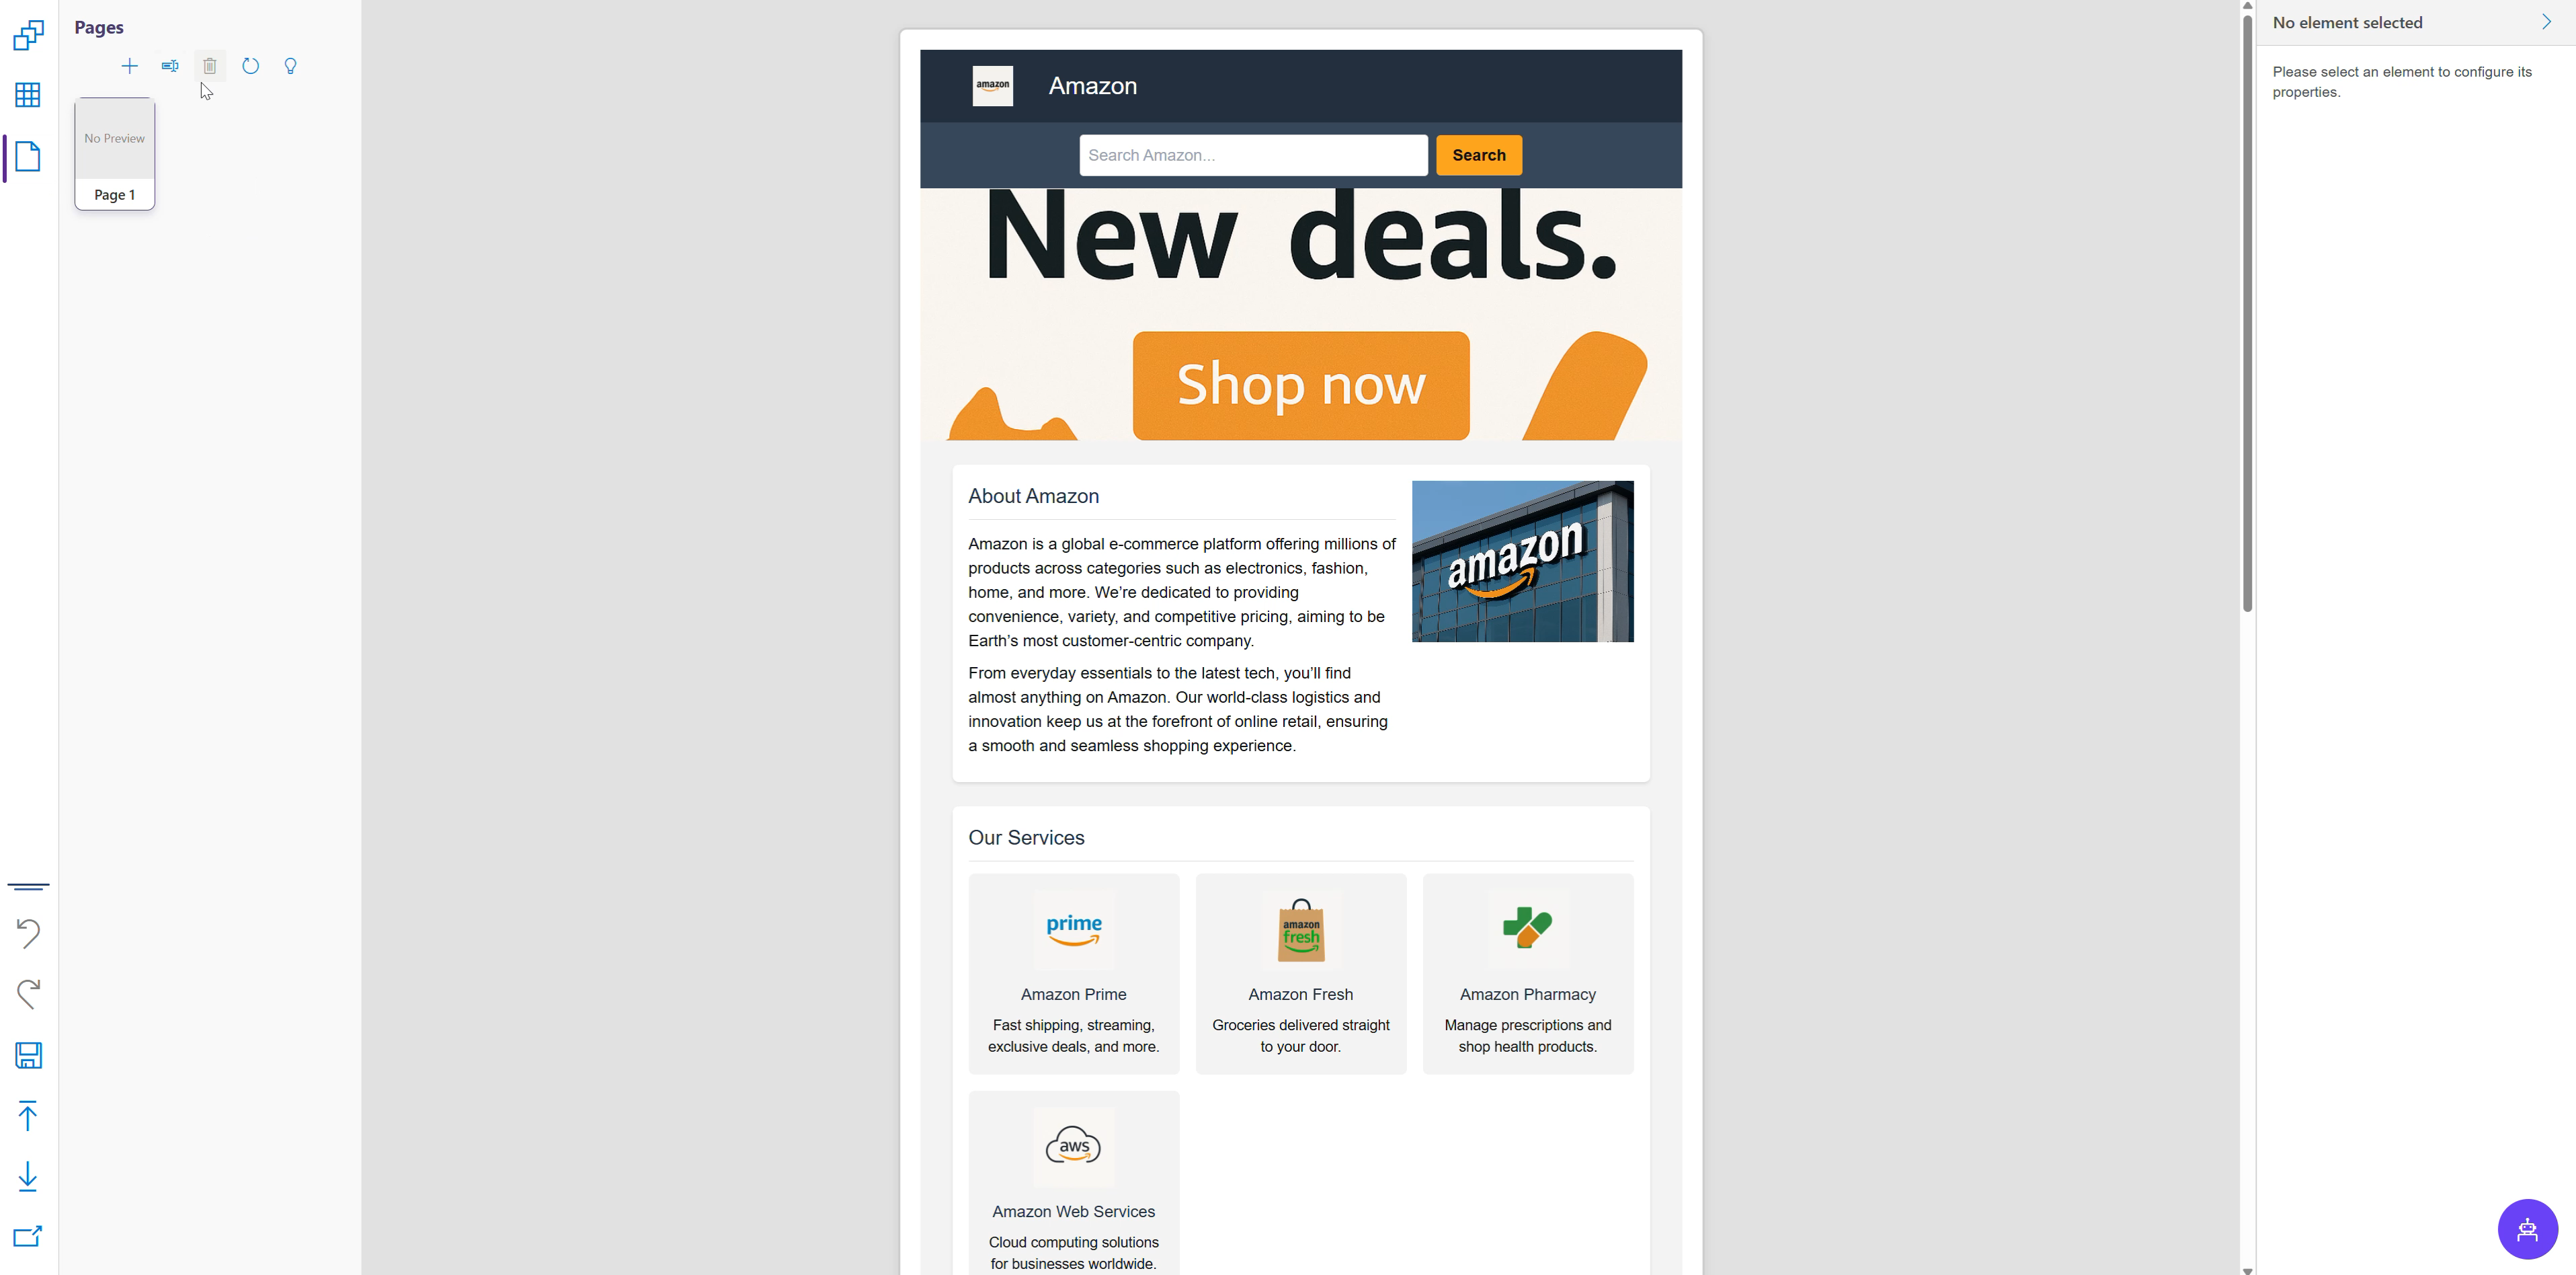 Pages
No Preview
Page 1
amazon
Amazon
Search Amazon...
Search
New deals.
Shop now
About Amazon
Amazon is a global e-commerce platform offering millions of
products across categories such as electronics, fashion,
home, and more. We’re dedicated to providing
convenience, variety, and competitive pricing, aiming to be
Earth’s most customer-centric company.
From everyday essentials to the latest tech, you’ll find
almost anything on Amazon. Our world-class logistics and
innovation keep us at the forefront of online retail, ensuring
a smooth and seamless shopping experience.
amazon
Our Services
prime
Amazon Prime
Fast shipping, streaming,
exclusive deals, and more.
amazon
fresh
Amazon Fresh
Groceries delivered straight
to your door.
Amazon Pharmacy
Manage prescriptions and
shop health products.
aws
Amazon Web Services
Cloud computing solutions
for businesses worldwide.
No element selected
Please select an element to configure its
properties.